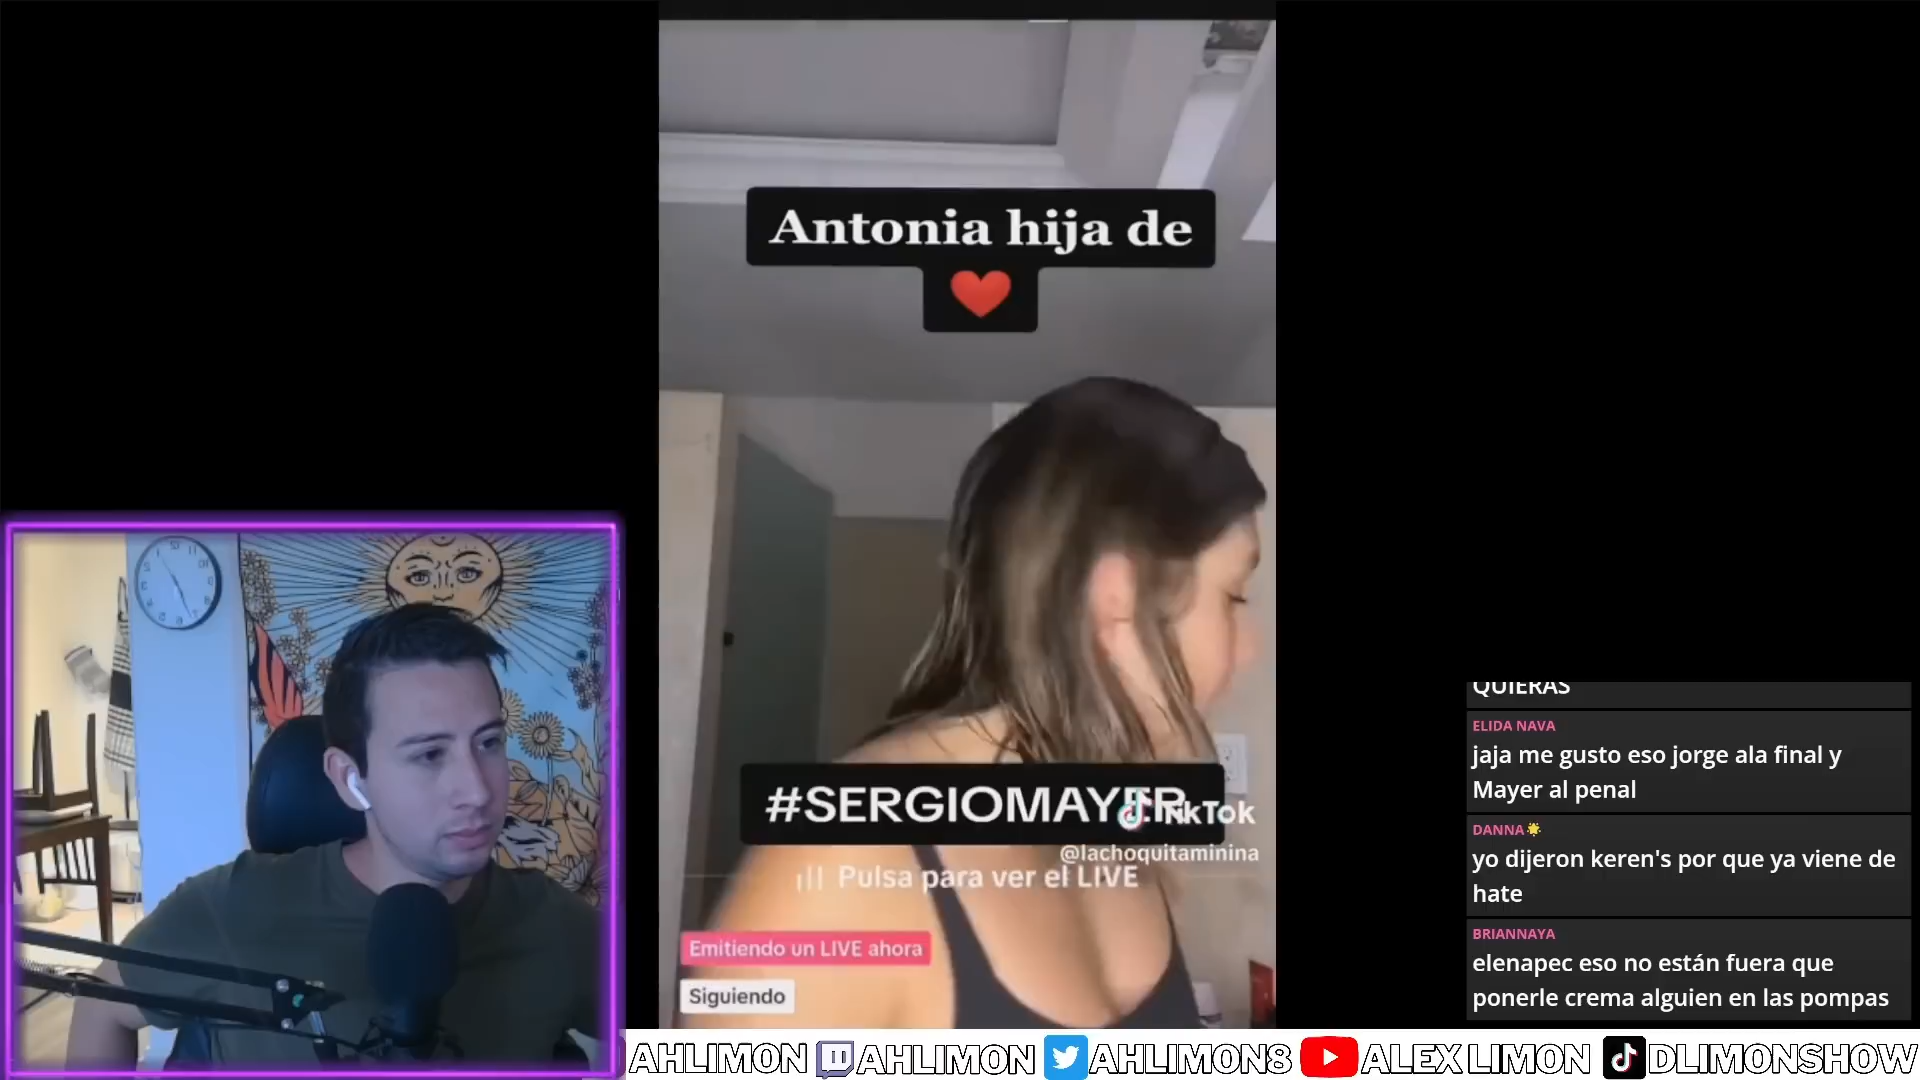 Antonia hija de
❤️
#SERGIOMAYER
TikTok
@lachoquitaminina
Pulsa para ver el LIVE
Emitiendo un LIVE ahora
Siguiendo
QUIERAS
ELIDA NAVA
jaja me gusto eso jorge ala final y
Mayer al penal
DANNA🌟
yo dijeron keren's por que ya viene de
hate
BRIANNAYA
elenapec eso no están fuera que
ponerle crema alguien en las pompas
AHLIMON AHLIMON AHLIMON8 ALEX LIMON DLIMONSHOW